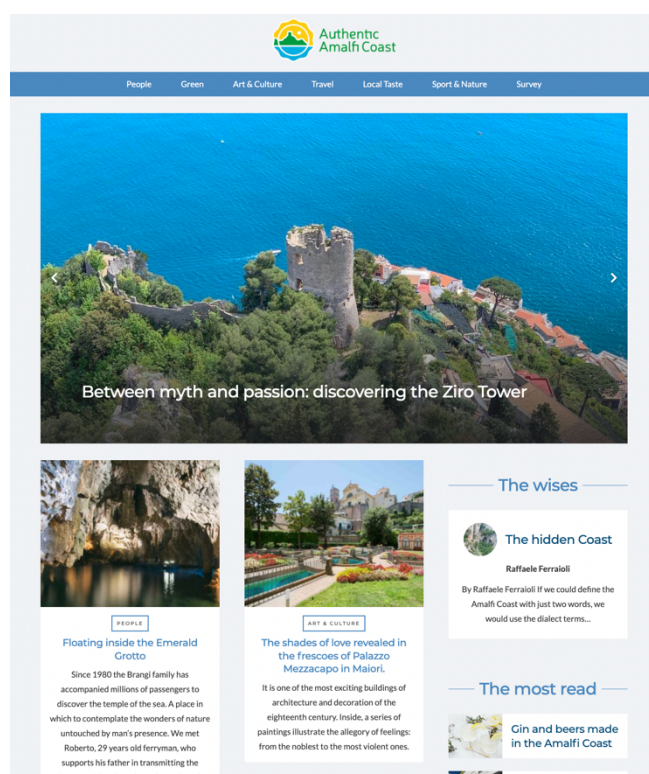 Authentic
Amalfi Coast
People Green Art & Culture Travel Local Taste Sport & Nature Survey
Between myth and passion: discovering the Ziro Tower
PEOPLE
Floating inside the Emerald
Grotto
Since 1980 the Brangi family has
accompanied millions of passengers to
discover the temple of the sea. A place in
which to contemplate the wonders of nature
untouched by man's presence. We met
Roberto, 29 years old ferryman, who
supports his father in transmitting the
ART & CULTURE
The shades of love revealed in
the frescoes of Palazzo
Mezzacapo in Maiori.
It is one of the most exciting buildings of
architecture and decoration of the
eighteenth century. Inside, a series of
paintings illustrate the allegory of feelings:
from the noblest to the most violent ones.
The wises
The hidden Coast
Raffaele Ferraioli
By Raffaele Ferraioli If we could define the
Amalfi Coast with just two words, we
would use the dialect terms...
The most read
Gin and beers made
in the Amalfi Coast